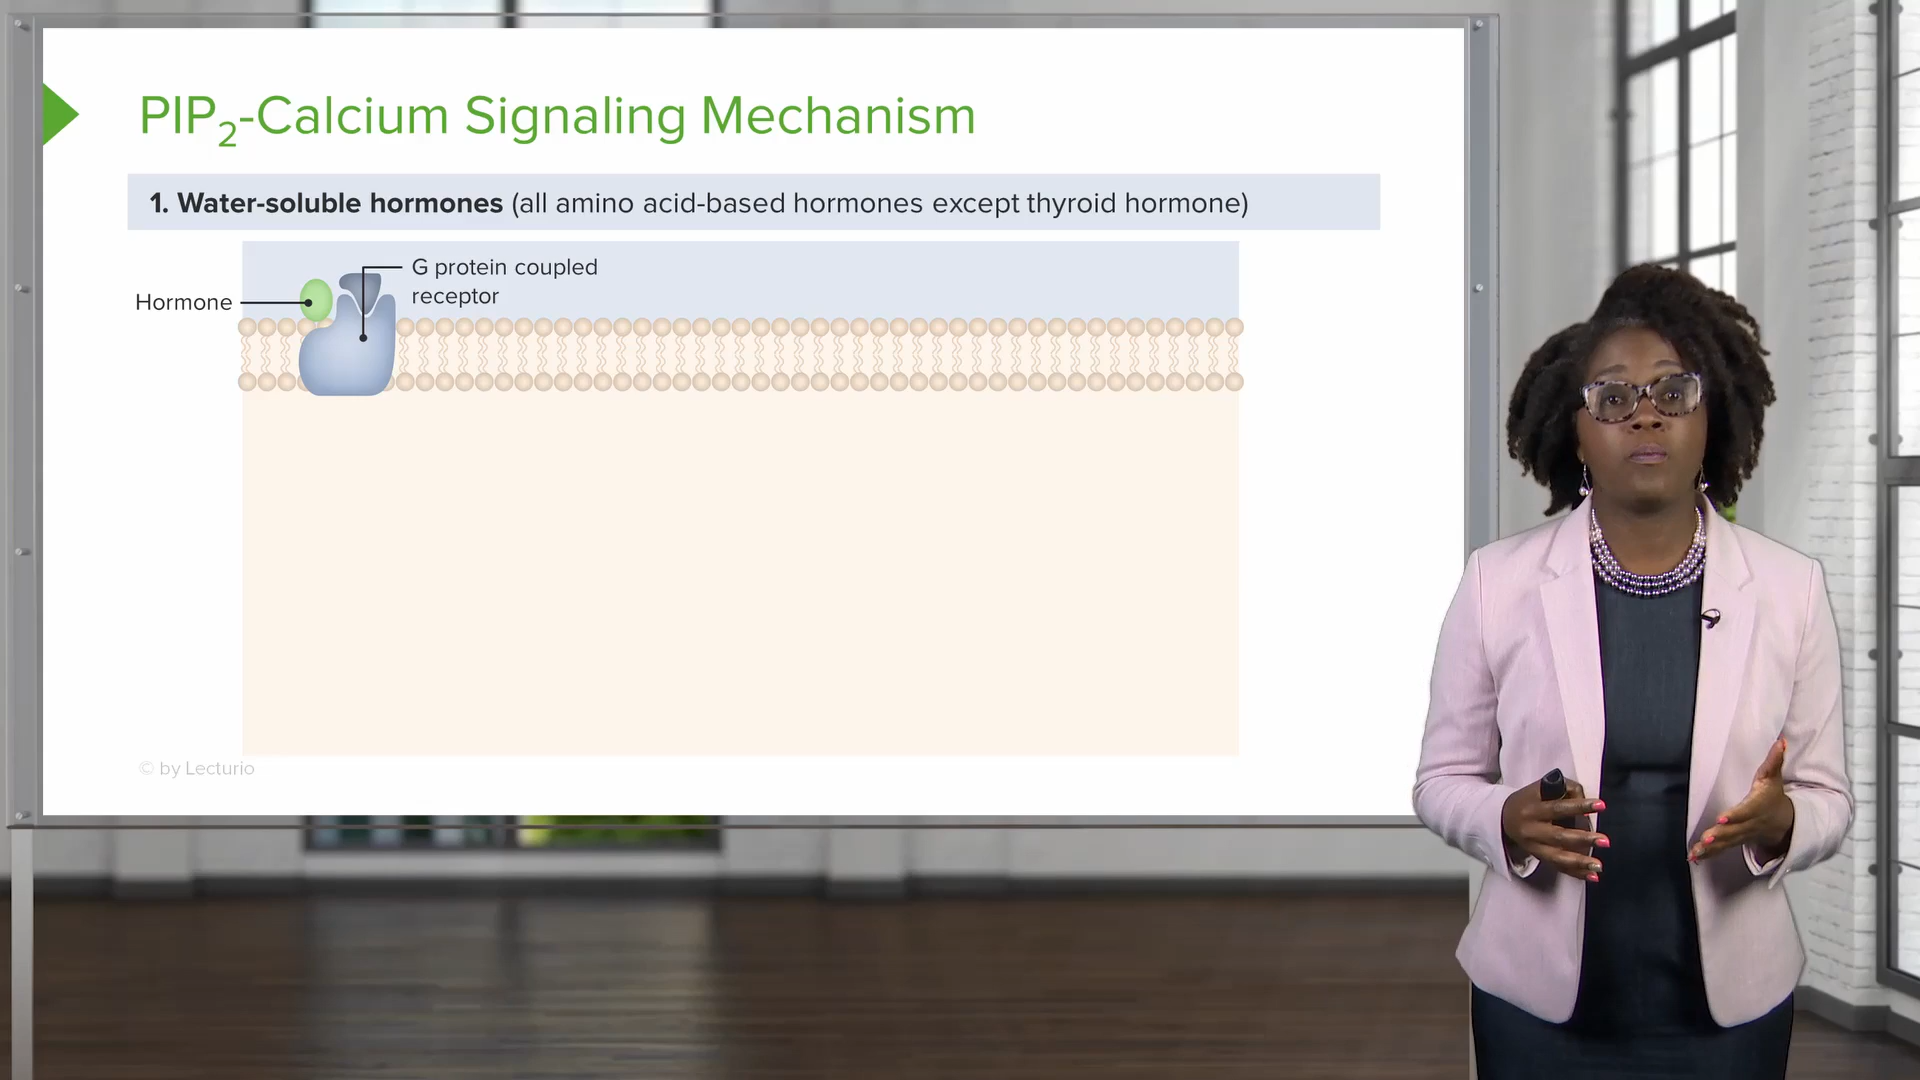 PIP₂-Calcium Signaling Mechanism
1. Water-soluble hormones (all amino acid-based hormones except thyroid hormone)
G protein coupled
receptor
Hormone
© by Lecturio